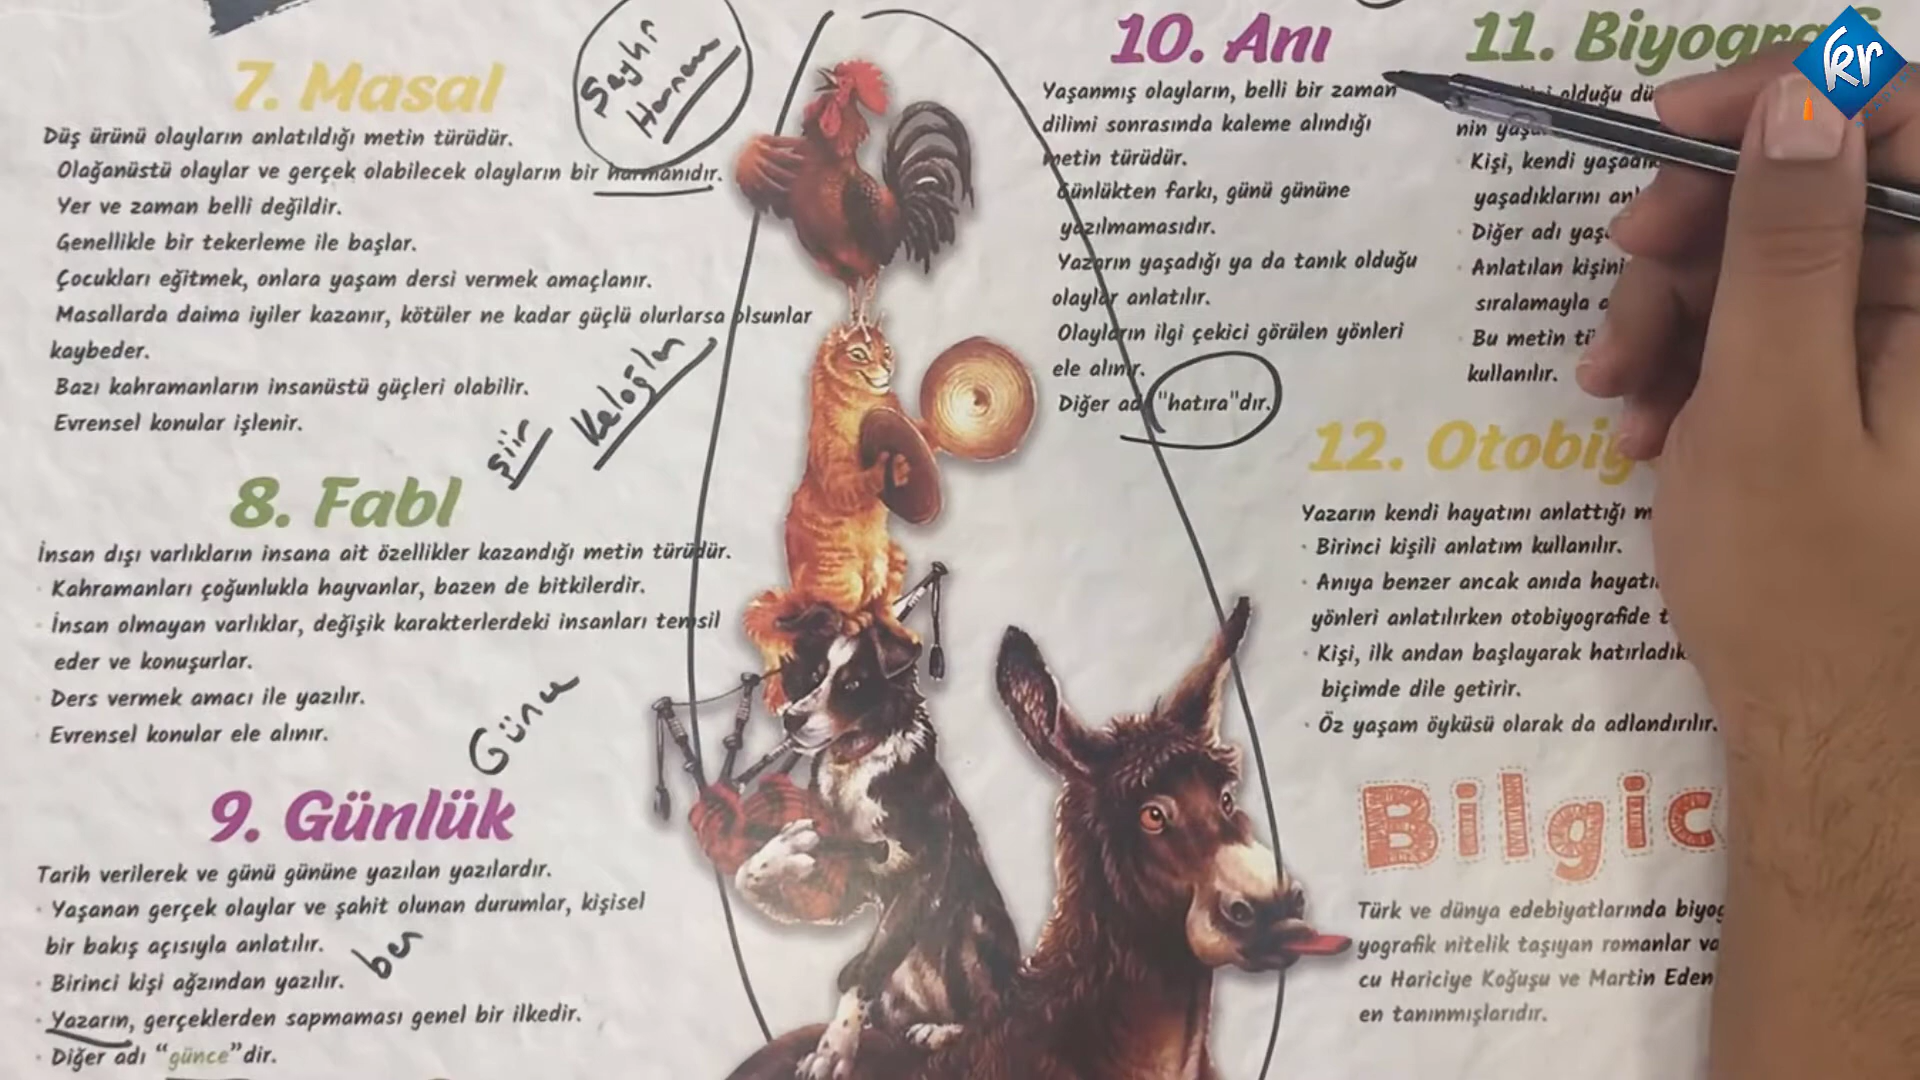 7. Masal
Düş ürünü olayların anlatıldığı metin türüdür.
Olağanüstü olaylar ve gerçek olabilecek olayların bir harmanıdır.
Yer ve zaman belli değildir.
Genellikle bir tekerleme ile başlar.
Çocukları eğitmek, onlara yaşam dersi vermek amaçlanır.
Masallarda daima iyiler kazanır, kötüler ne kadar güçlü olurlarsa olsunlar
kaybeder.
Bazı kahramanların insanüstü güçleri olabilir.
Evrensel konular işlenir.
Keloğlan
şiir
8. Fabl
İnsan dışı varlıkların insana ait özellikler kazandığı metin türüdür.
· Kahramanları çoğunlukla hayvanlar, bazen de bitkilerdir.
· İnsan olmayan varlıklar, değişik karakterlerdeki insanları temsil
eder ve konuşurlar.
· Ders vermek amacı ile yazılır.
· Evrensel konular ele alınır.
Günce
9. Günlük
Tarih verilerek ve günü gününe yazılan yazılardır.
· Yaşanan gerçek olaylar ve şahit olunan durumlar, kişisel
bir bakış açısıyla anlatılır.
· Birinci kişi ağzından yazılır.
ben
· Yazarın, gerçeklerden sapmaması genel bir ilkedir.
· Diğer adı “günce”dir.
10. Anı
Yaşanmış olayların, belli bir zaman
dilimi sonrasında kaleme alındığı
metin türüdür.
Günlükten farkı, günü gününe
yazılmamasıdır.
Yazarın yaşadığı ya da tanık olduğu
olaylar anlatılır.
Olayların ilgi çekici görülen yönleri
ele alınır.
Diğer adı "hatıra"dır.
11. Biyograf
olduğu dü
nin
· Kişi, kendi
yaşadıklarını
· Diğer adı
· Anlatılan kişini
sıralamayla
· Bu metin
kullanılır.
12. Otobiy
Yazarın kendi hayatını anlattığı m
· Birinci kişili anlatım kullanılır.
· Anıya benzer ancak anıda
yönleri anlatılırken otobiyografide t
· Kişi, ilk andan başlayarak
biçimde dile getirir.
· Öz yaşam öyküsü olarak da adlandırılır.
Bilgic
Türk ve dünya edebiyatlarında
yografik nitelik taşıyan romanlar va
cu Hariciye Koğuşu ve Martin Eden
en tanınmışlarıdır.
kr